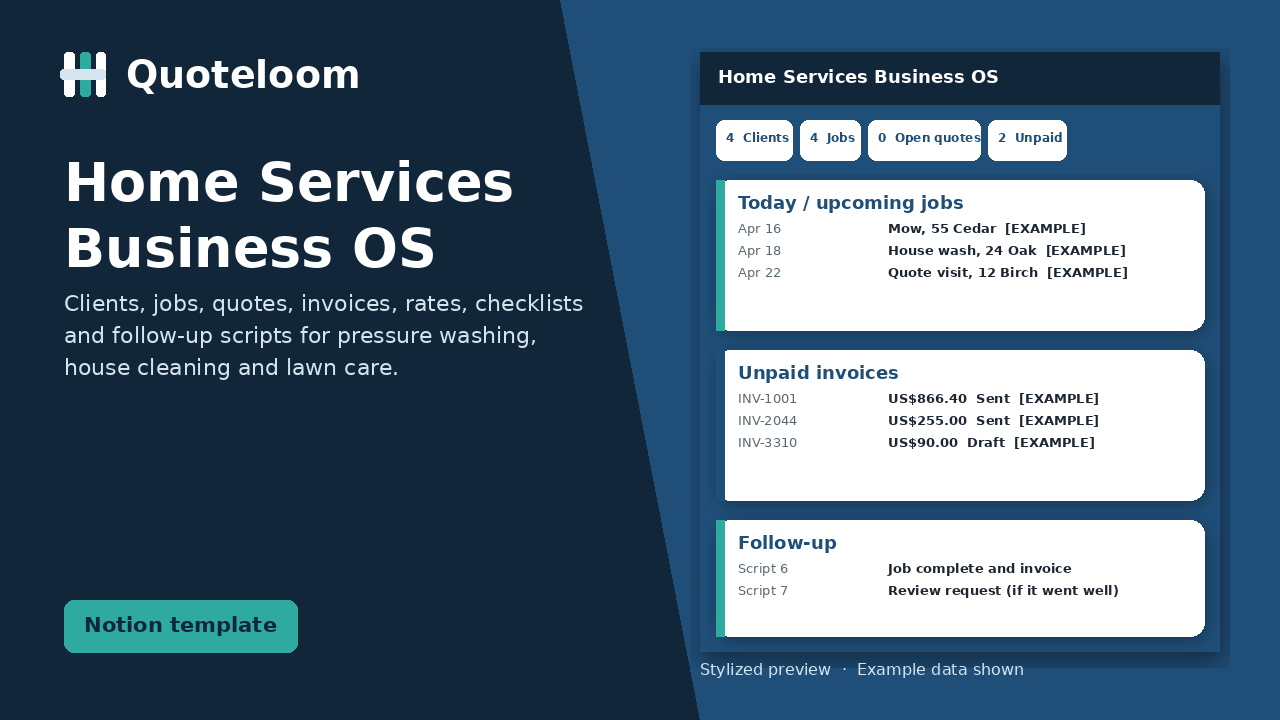 Quoteloom
Home Services
Business OS
Clients, jobs, quotes, invoices, rates, checklists
and follow-up scripts for pressure washing,
house cleaning and lawn care.
Notion template
Home Services Business OS
4 Clients
4 Jobs
0 Open quotes
2 Unpaid
Today / upcoming jobs
Apr 16 Mow, 55 Cedar [EXAMPLE]
Apr 18 House wash, 24 Oak [EXAMPLE]
Apr 22 Quote visit, 12 Birch [EXAMPLE]
Unpaid invoices
INV-1001 US$866.40 Sent [EXAMPLE]
INV-2044 US$255.00 Sent [EXAMPLE]
INV-3310 US$90.00 Draft [EXAMPLE]
Follow-up
Script 6 Job complete and invoice
Script 7 Review request (if it went well)
Stylized preview · Example data shown